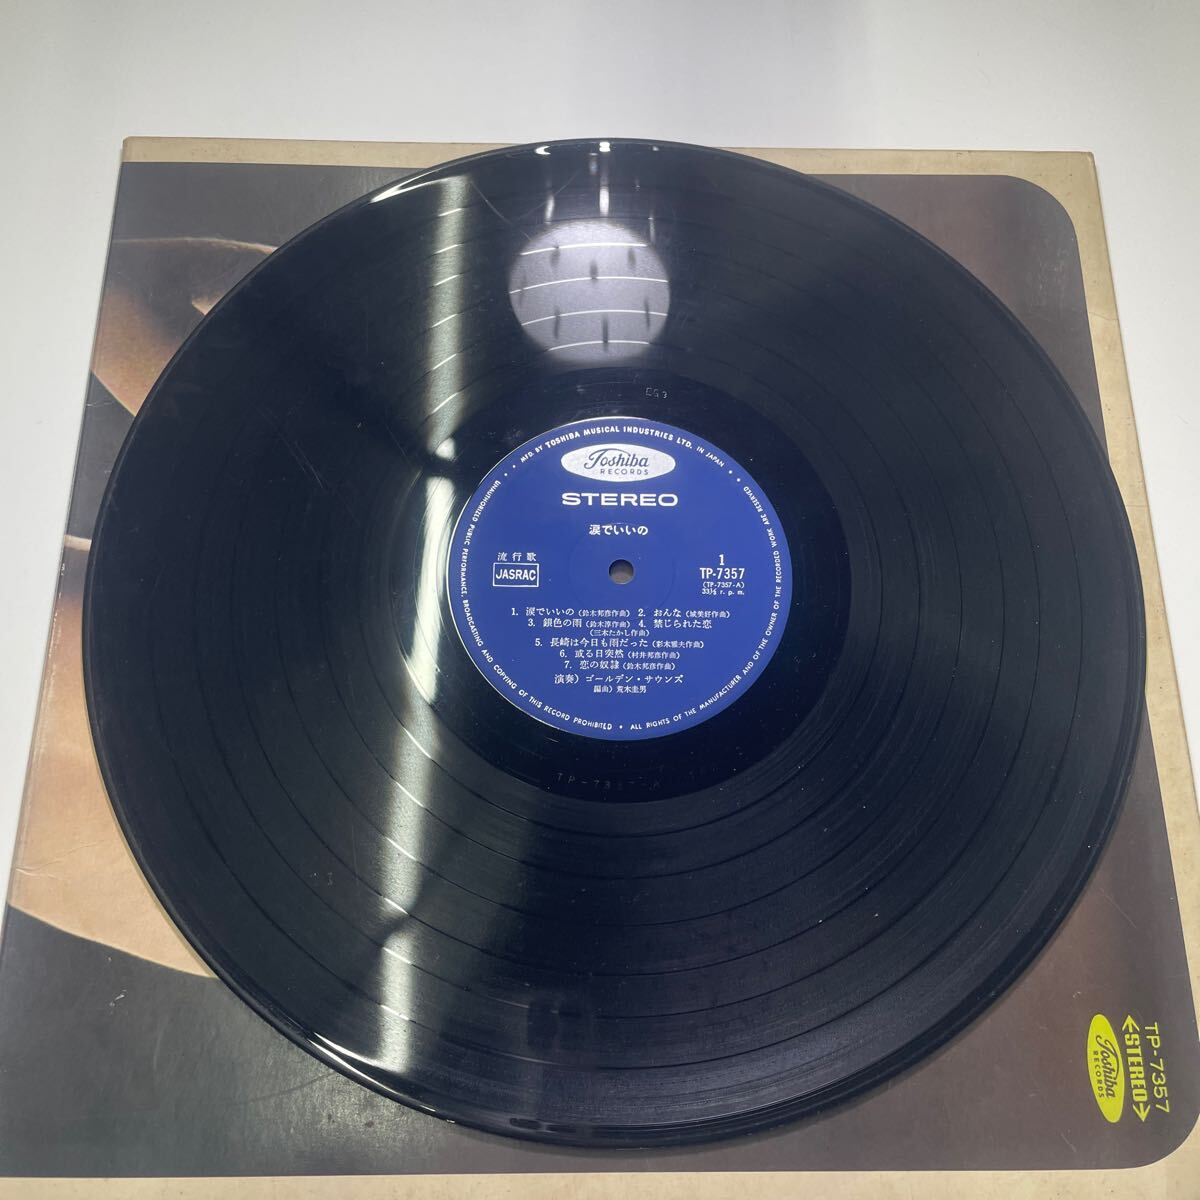 EG3
MFD. BY TOSHIBA MUSICAL INDUSTRIES LTD. IN JAPAN
Toshiba
RECORDS
STEREO
涙でいいの
流行歌
JASRAC
1
TP-7357
(TP-7357-A)
33⅓ r. p. m.
1. 涙でいいの (鈴木邦彦作曲) 2. おんな (城美好作曲)
3. 銀色の雨 (鈴木淳作曲) 4. 禁じられた恋
(三木たかし作曲)
5. 長崎は今日も雨だった (彩木雅夫作曲)
6. 或る日突然 (村井邦彦作曲)
7. 恋の奴隷 (鈴木邦彦作曲)
演奏) ゴールデン・サウンズ
編曲) 荒木圭男
UNAUTHORIZED PUBLIC PERFORMANCE, BROADCASTING AND COPYING OF THIS RECORD PROHIBITED • ALL RIGHTS OF THE MANUFACTURER AND OF THE OWNER OF THE RECORDED WORK ARE RESERVED
TP-7357-A
TP-7357
<STEREO>
Toshiba
RECORDS